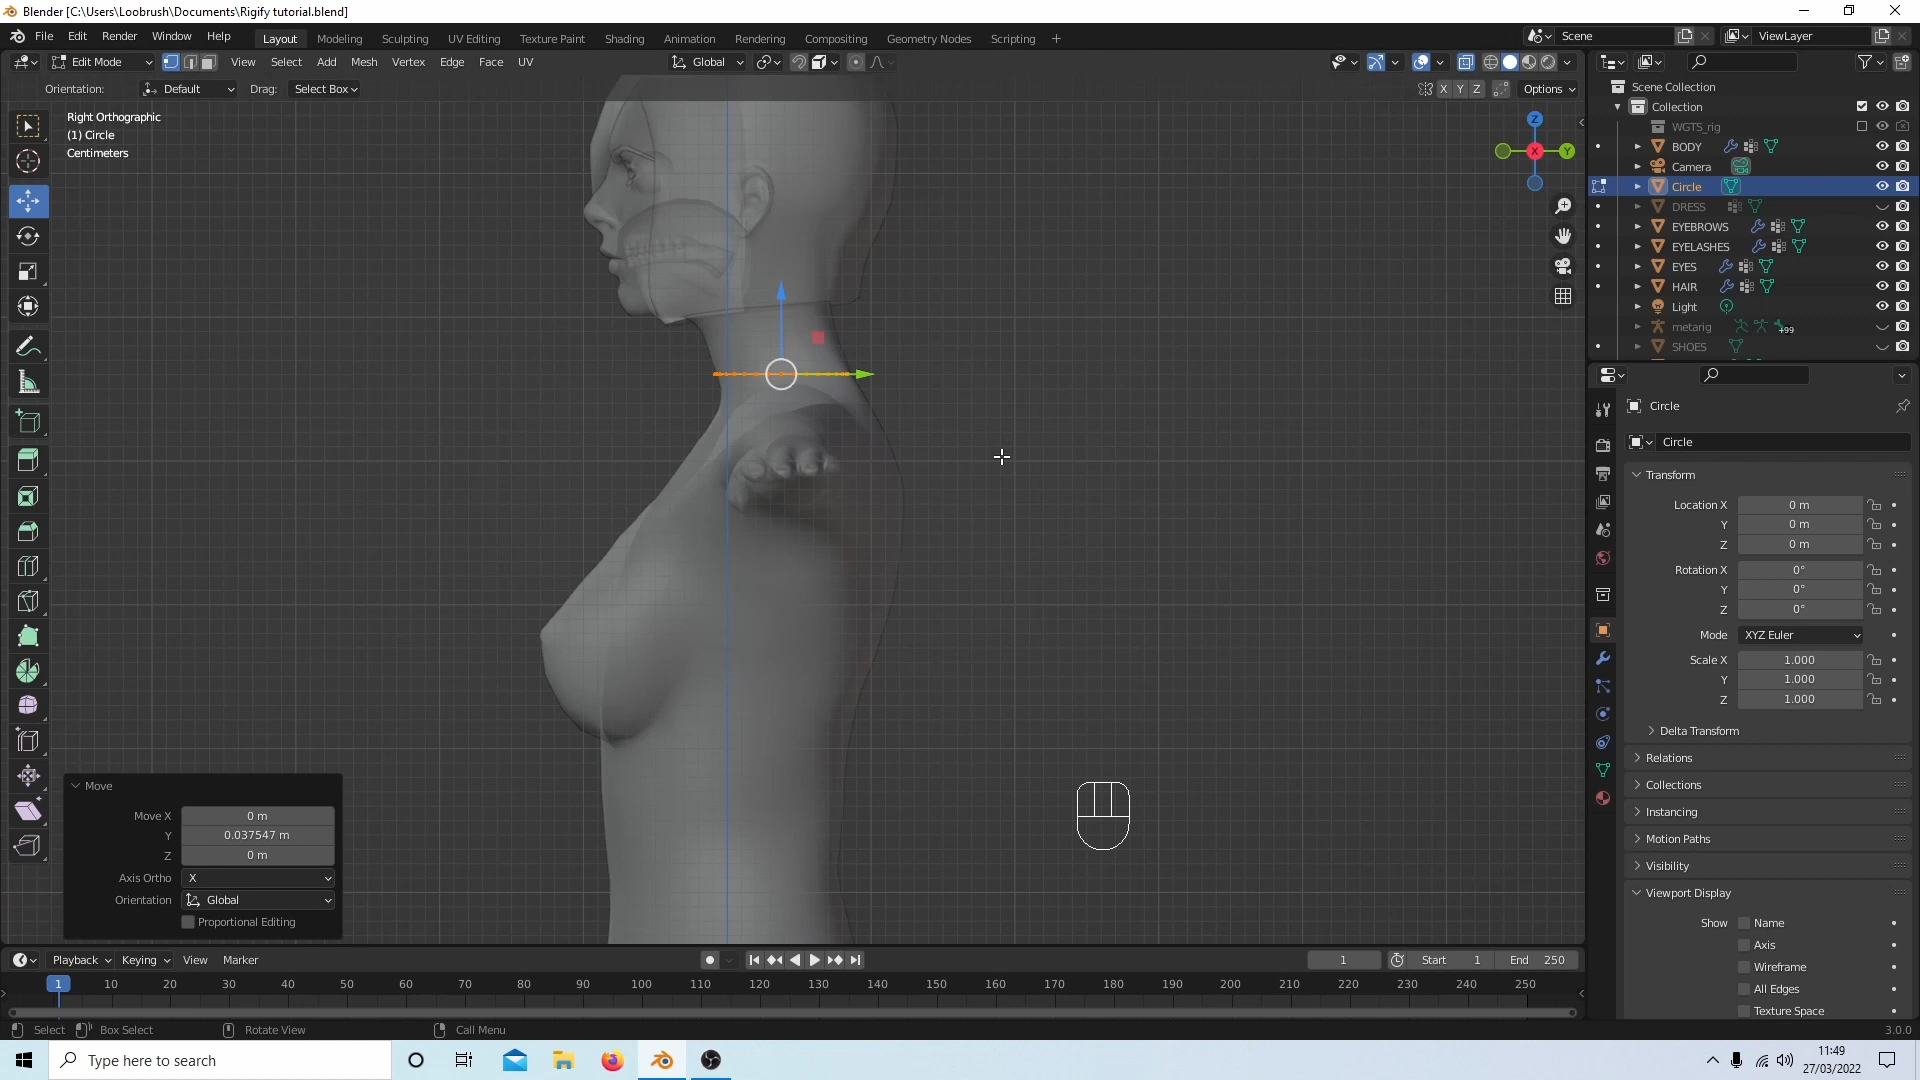 Blender [C:\Users\Loobrush\Documents\Rigify tutorial.blend]
File Edit Render Window Help Layout Modeling Sculpting UV Editing Texture Paint Shading Animation Rendering Compositing Geometry Nodes Scripting + Scene ViewLayer
Edit Mode View Select Add Mesh Vertex Edge Face UV Global
Orientation: Default Drag: Select Box X Y Z Options
Right Orthographic
(1) Circle
Centimeters
Z
X
Y
Scene Collection
Collection
WGTS_rig
BODY
Camera
Circle
DRESS
EYEBROWS
EYELASHES
EYES
HAIR
Light
metarig +99
SHOES
Circle
Circle
Transform
Location X 0 m
Y 0 m
Z 0 m
Rotation X 0°
Y 0°
Z 0°
Mode XYZ Euler
Scale X 1.000
Y 1.000
Z 1.000
Delta Transform
Relations
Collections
Instancing
Motion Paths
Visibility
Viewport Display
Show Name
Axis
Wireframe
All Edges
Texture Space
Move
Move X 0 m
Y 0.037547 m
Z 0 m
Axis Ortho X
Orientation Global
Proportional Editing
Playback Keying View Marker 1 Start 1 End 250
1 10 20 30 40 50 60 70 80 90 100 110 120 130 140 150 160 170 180 190 200 210 220 230 240 250
Select Box Select Rotate View Call Menu 3.0.0
Type here to search
11:49
27/03/2022